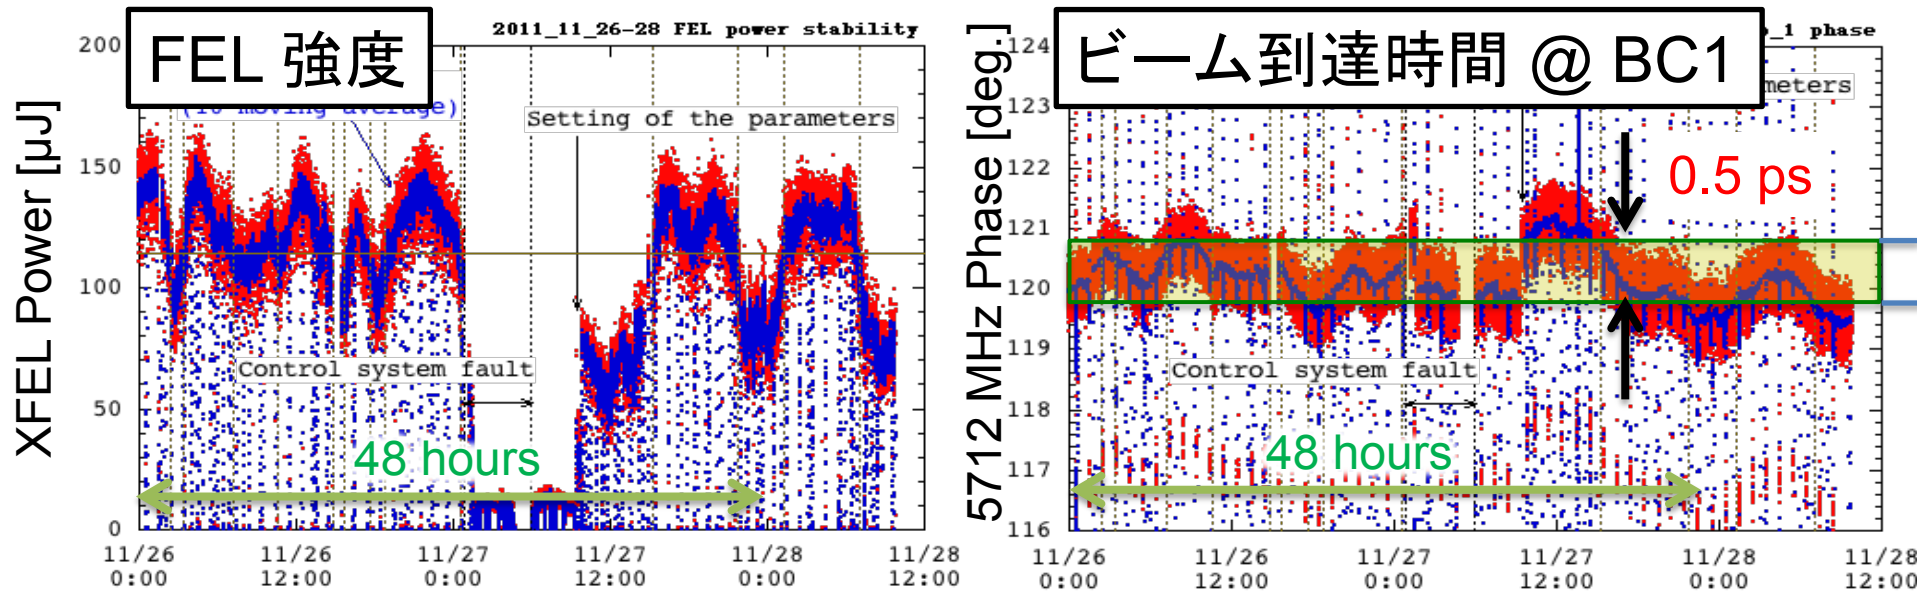 2011_11_26-28 FEL power stability
FEL 強度
moving average)
Setting of the parameters
Control system fault
48 hours
XFEL Power [μJ]
200
150
100
50
0
11/26 0:00
11/26 12:00
11/27 0:00
11/27 12:00
11/28 0:00
11/28 12:00
_1 phase
ビーム到達時間 @ BC1
meters
0.5 ps
Control system fault
48 hours
5712 MHz Phase [deg.]
124
123
122
121
120
119
118
117
116
11/26 0:00
11/26 12:00
11/27 0:00
11/27 12:00
11/28 0:00
11/28 12:00